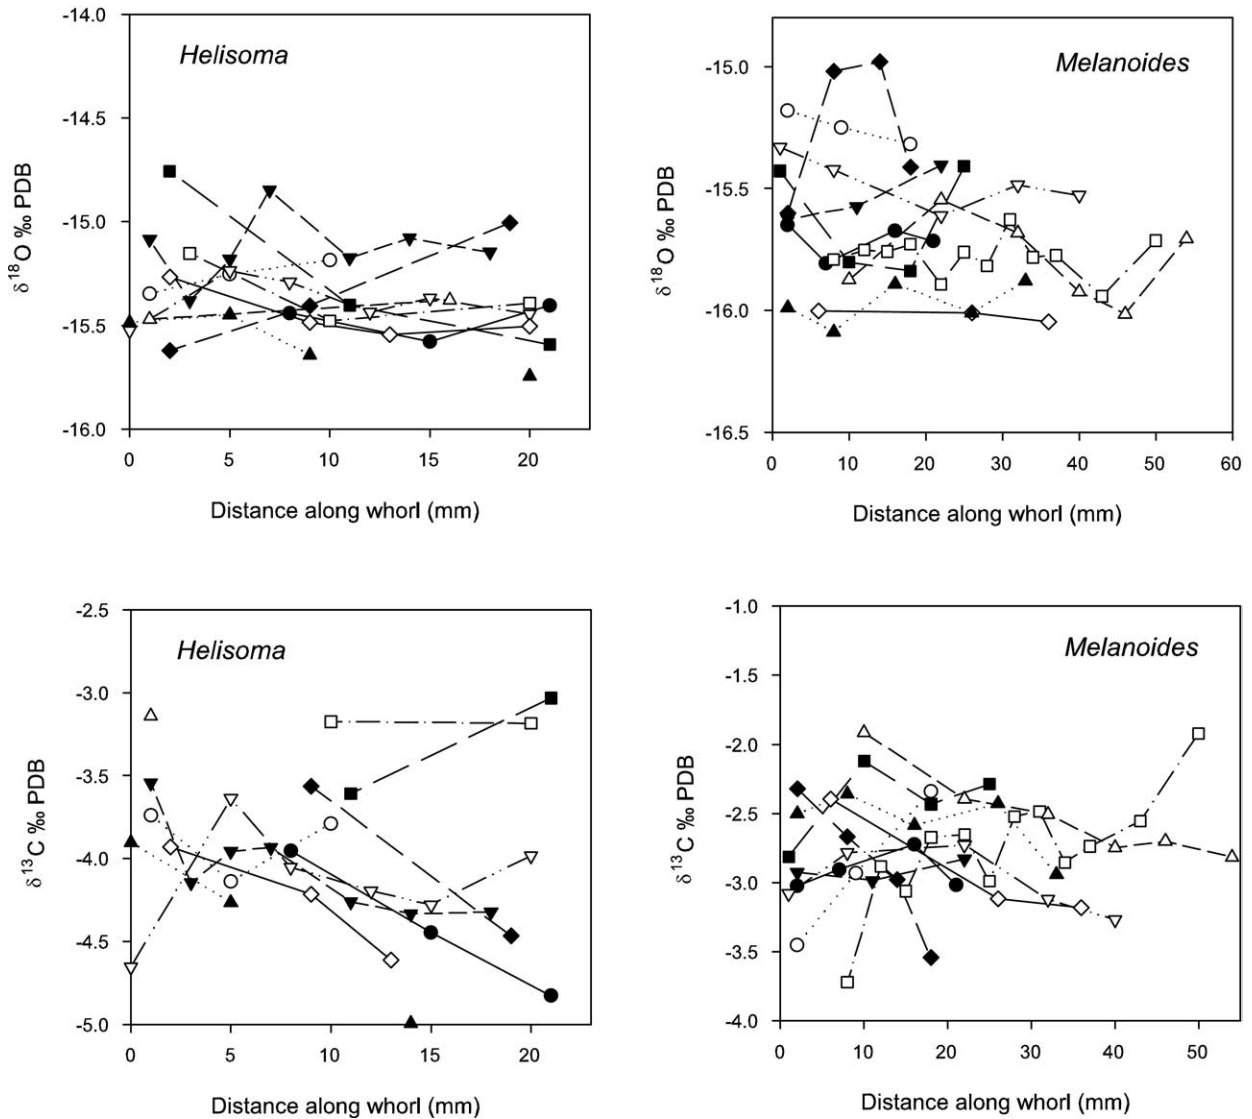 Helisoma
δ18O ‰ PDB
-14.0
-14.5
-15.0
-15.5
-16.0
0 5 10 15 20
Distance along whorl (mm)
Melanoides
δ18O ‰ PDB
-15.0
-15.5
-16.0
-16.5
0 10 20 30 40 50 60
Distance along whorl (mm)
Helisoma
δ13C ‰ PDB
-2.5
-3.0
-3.5
-4.0
-4.5
-5.0
0 5 10 15 20
Distance along whorl (mm)
Melanoides
δ13C ‰ PDB
-1.0
-1.5
-2.0
-2.5
-3.0
-3.5
-4.0
0 10 20 30 40 50
Distance along whorl (mm)